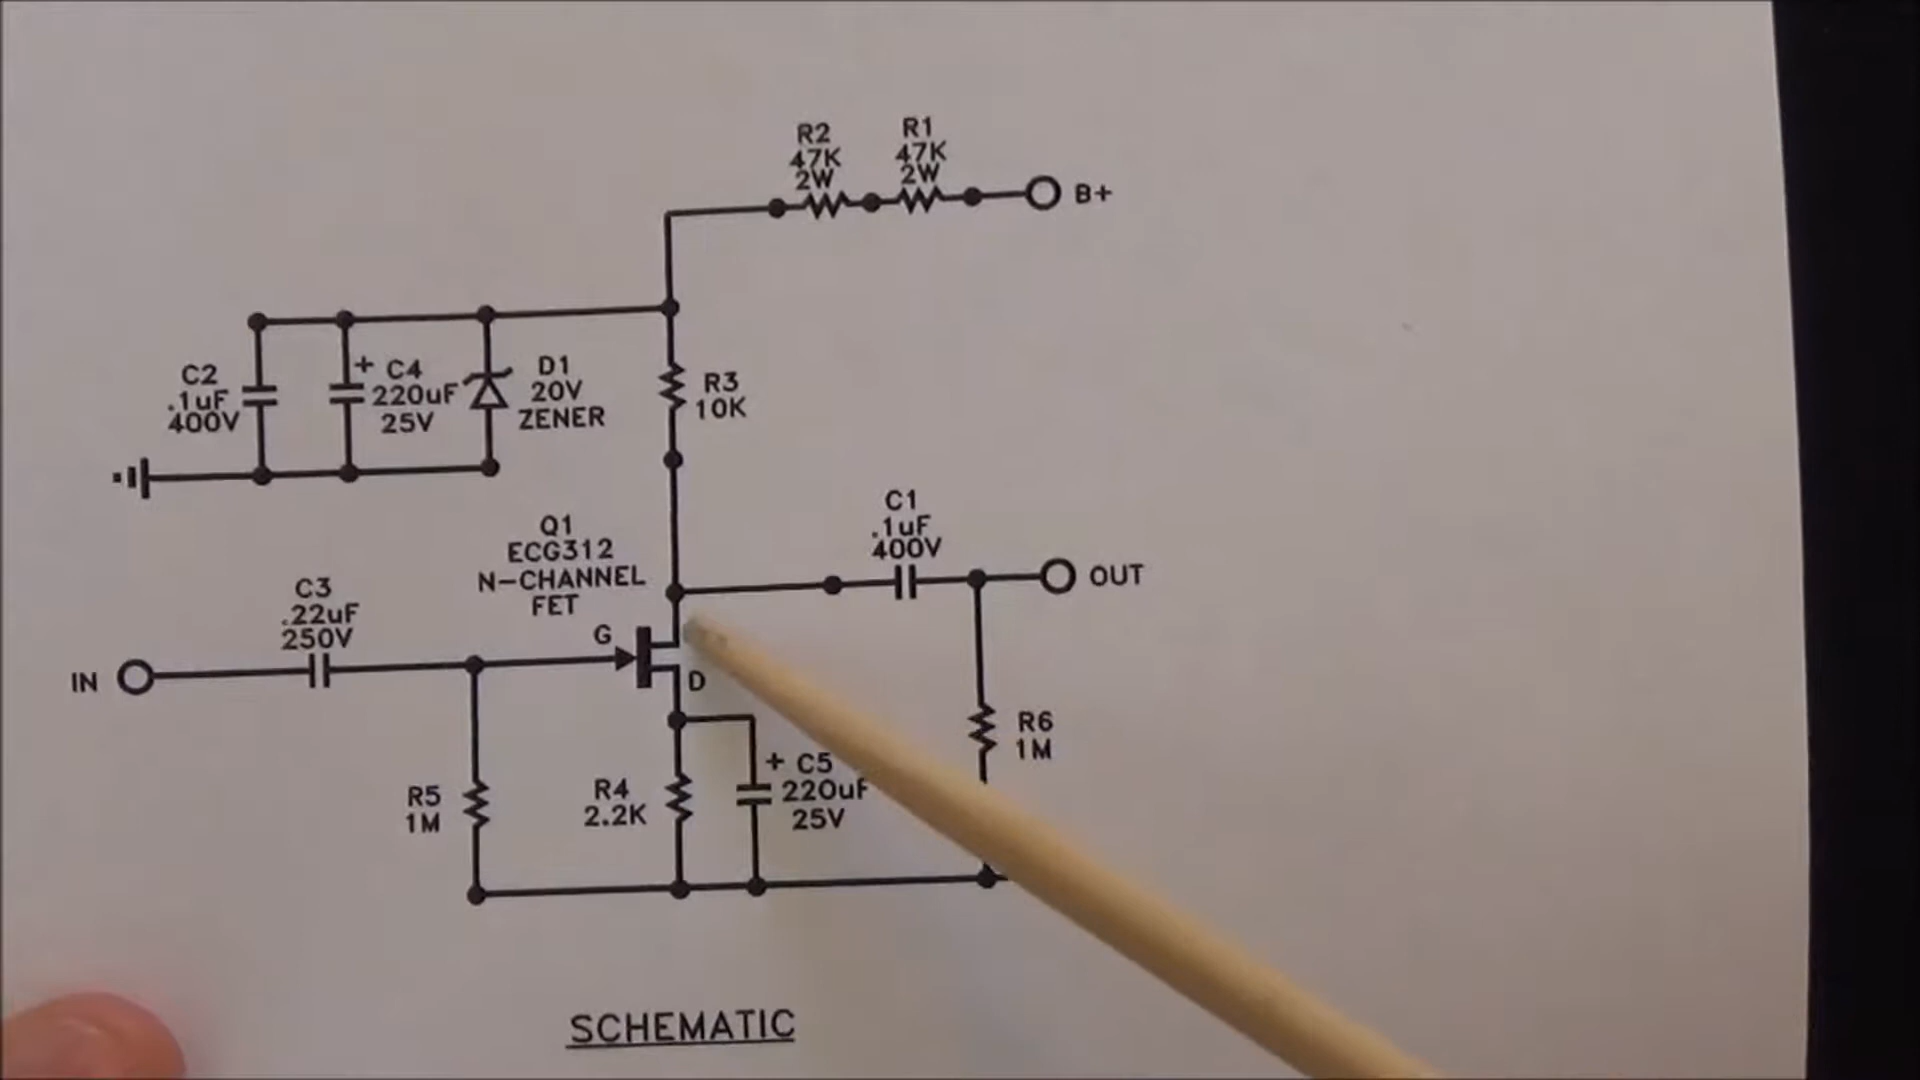 R2
47K
2W
R1
47K
2W
B+
C2
.1uF
400V
+ C4
220uF
25V
D1
20V
ZENER
R3
10K
Q1
ECG312
N-CHANNEL
FET
C1
.1uF
400V
OUT
C3
.22uF
250V
IN
G
D
R5
1M
R4
2.2K
+ C5
220uF
25V
R6
1M
SCHEMATIC